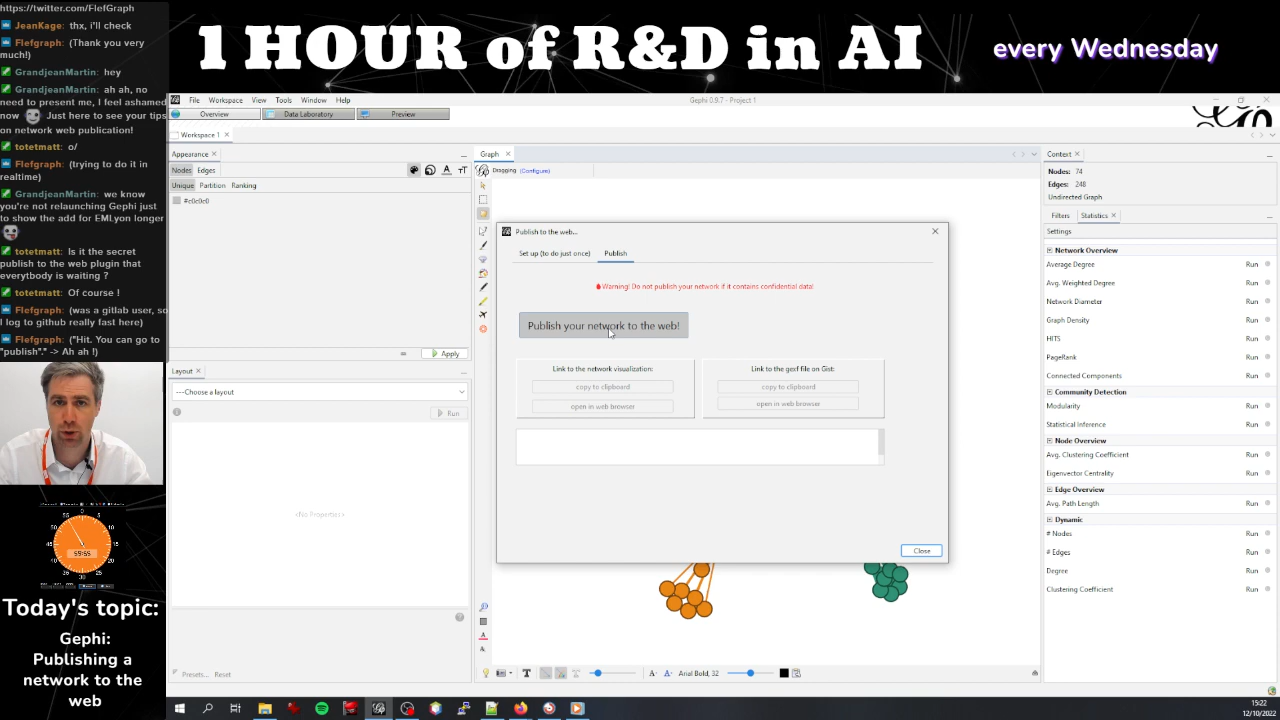 https://twitter.com/FlefGraph
JeanKage: thx, i'll check
Flefgraph: (Thank you very
much!)
GrandjeanMartin: hey
GrandjeanMartin: ah ah, no
need to present me, I feel ashamed
now Just here to see your tips
on network web publication!
totetmatt: o/
Flefgraph: (trying to do it in
realtime)
GrandjeanMartin: we know
you're not relaunching Gephi just
to show the add for EMLyon longer
totetmatt: Is it the secret
publish to the web plugin that
everybody is waiting ?
totetmatt: Of course !
Flefgraph: (was a gitlab user, so
I log to github really fast here)
Flefgraph: ("Hit. You can go to
"publish"." -> Ah ah !)
59:59
Today's topic:
Gephi:
Publishing a
network to the
web
1 HOUR of R&D in AI
every Wednesday
File Workspace View Tools Window Help
Gephi 0.9.7 - Project 1
Overview
Data Laboratory
Preview
Workspace 1
Appearance
Nodes Edges
Unique Partition Ranking
#c0c0c0
Apply
Layout
---Choose a layout
Run
<No Properties>
Presets... Reset
Graph
Dragging (Configure)
Publish to the web...
Set up (to do just once) Publish
Warning! Do not publish your network if it contains confidential data!
Publish your network to the web!
Link to the network visualization:
copy to clipboard
open in web browser
Link to the gexf file on Gist:
copy to clipboard
open in web browser
Close
Arial Bold, 32
Context
Nodes: 74
Edges: 248
Undirected Graph
Filters Statistics
Settings
Network Overview
Average Degree Run
Avg. Weighted Degree Run
Network Diameter Run
Graph Density Run
HITS Run
PageRank Run
Connected Components Run
Community Detection
Modularity Run
Statistical Inference Run
Node Overview
Avg. Clustering Coefficient Run
Eigenvector Centrality Run
Edge Overview
Avg. Path Length Run
Dynamic
# Nodes Run
# Edges Run
Degree Run
Clustering Coefficient Run
15:22
12/10/2022